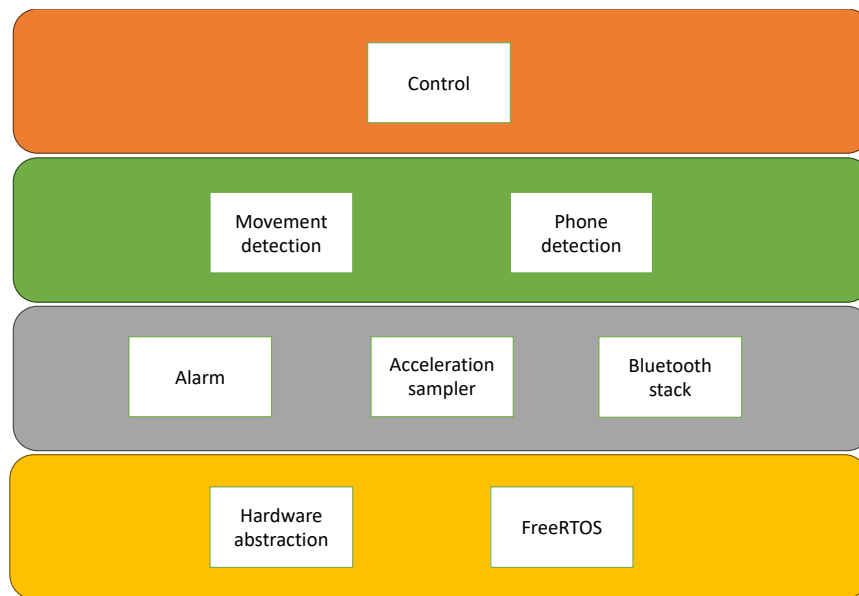 Control
Movement
detection
Phone
detection
Alarm
Acceleration
sampler
Bluetooth
stack
Hardware
abstraction
FreeRTOS